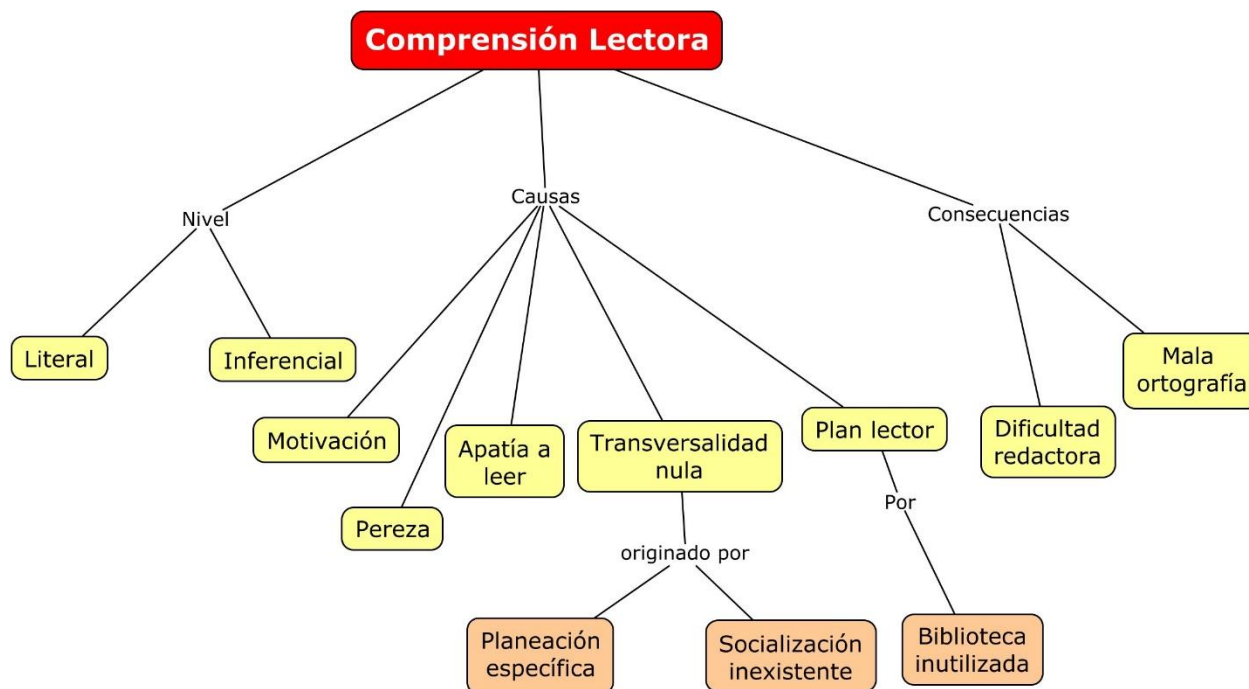 Comprensión Lectora
Causas
Nivel
Consecuencias
Literal
Inferencial
Mala
ortografía
Motivación
Apatía a
leer
Transversalidad
nula
Plan lector
Dificultad
redactora
Pereza
Por
originado por
Planeación
específica
Socialización
inexistente
Biblioteca
inutilizada